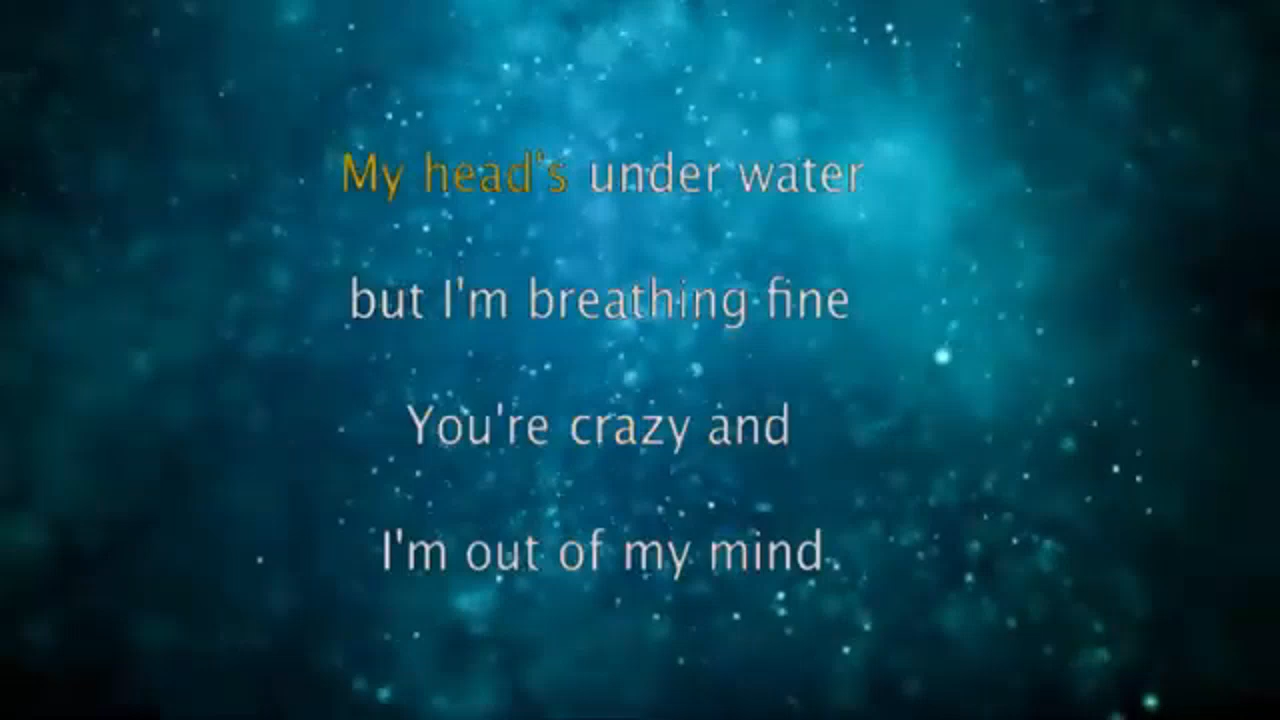 My head's under water
but I'm breathing fine
You're crazy and
I'm out of my mind